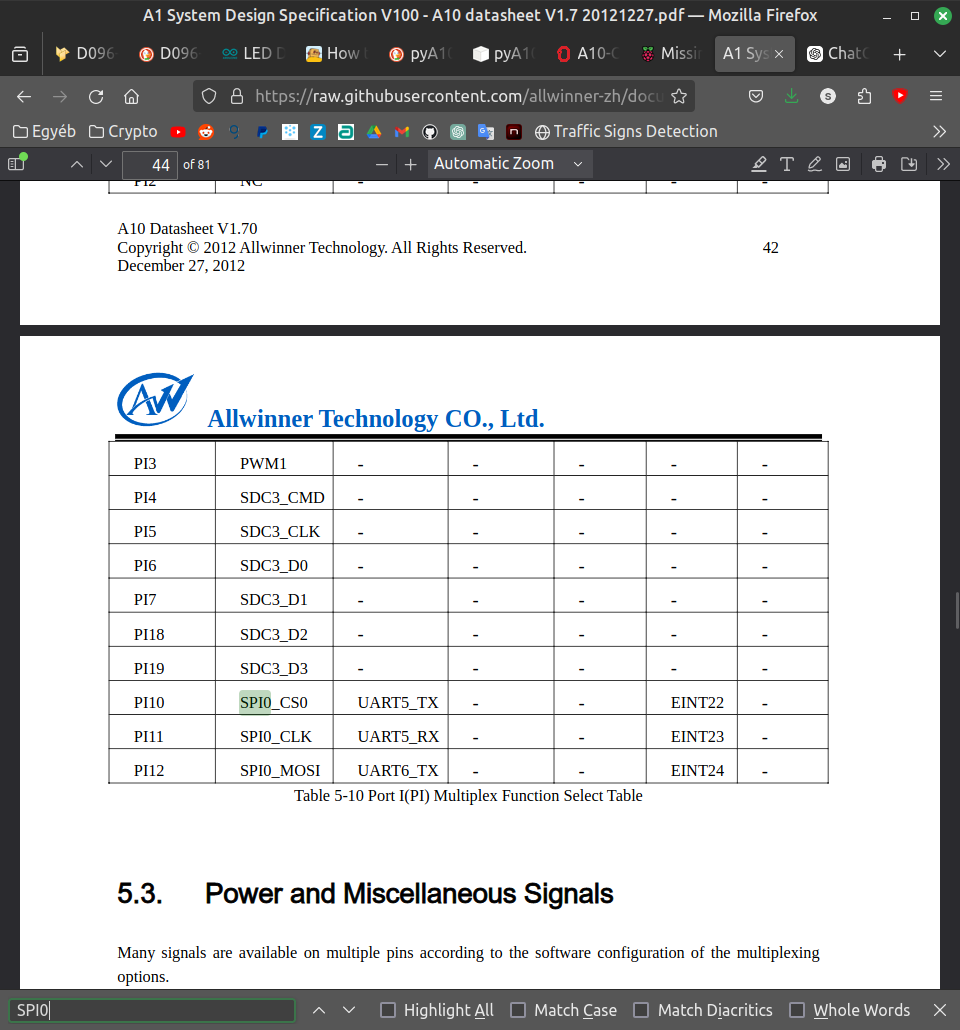 A1 System Design Specification V100 - A10 datasheet V1.7 20121227.pdf — Mozilla Firefox
D096 D096 LED D How pyA1 pyA1 A10- Missi A1 Sys ChatG
https://raw.githubusercontent.com/allwinner-zh/docu
Egyéb Crypto Traffic Signs Detection
44 of 81 Automatic Zoom
PI2 NC - - - - -
A10 Datasheet V1.70
Copyright © 2012 Allwinner Technology. All Rights Reserved. 42
December 27, 2012
Allwinner Technology CO., Ltd.
PI3 PWM1 - - - - -
PI4 SDC3_CMD - - - - -
PI5 SDC3_CLK - - - - -
PI6 SDC3_D0 - - - - -
PI7 SDC3_D1 - - - - -
PI18 SDC3_D2 - - - - -
PI19 SDC3_D3 - - - - -
PI10 SPI0_CS0 UART5_TX - - EINT22 -
PI11 SPI0_CLK UART5_RX - - EINT23 -
PI12 SPI0_MOSI UART6_TX - - EINT24 -
Table 5-10 Port I(PI) Multiplex Function Select Table
5.3. Power and Miscellaneous Signals
Many signals are available on multiple pins according to the software configuration of the multiplexing
options.
SPI0 Highlight All Match Case Match Diacritics Whole Words